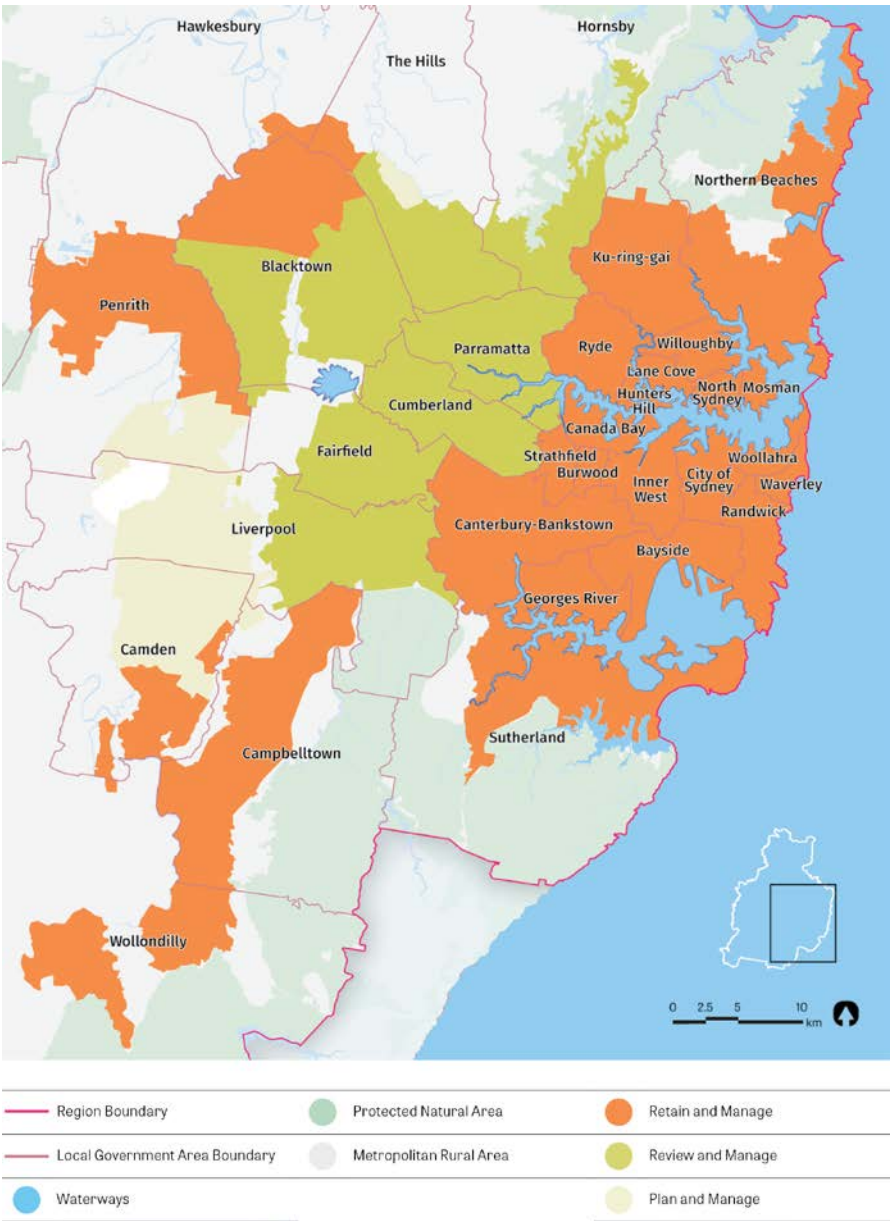 Hawkesbury
Hornsby
The Hills
Northern Beaches
Ku-ring-gai
Blacktown
Penrith
Parramatta
Ryde
Willoughby
Lane Cove
Hunters
Hill
North
Sydney
Mosman
Cumberland
Canada Bay
Fairfield
Strathfield
Burwood
Woollahra
Inner
West
City of
Sydney
Waverley
Randwick
Liverpool
Canterbury-Bankstown
Bayside
Georges River
Camden
Sutherland
Campbelltown
Wollondilly
0 2.5 5 10
km
Region Boundary
Protected Natural Area
Retain and Manage
Local Government Area Boundary
Metropolitan Rural Area
Review and Manage
Waterways
Plan and Manage